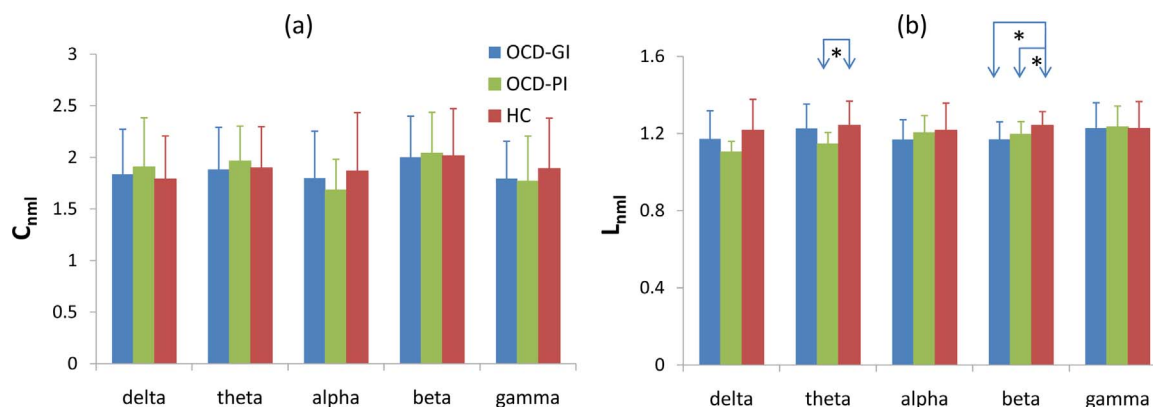 (a)
OCD-GI
OCD-PI
HC
C_nml
3
2.5
2
1.5
1
0.5
0
delta theta alpha beta gamma
(b)
* * *
L_nml
1.6
1.2
0.8
0.4
0
delta theta alpha beta gamma